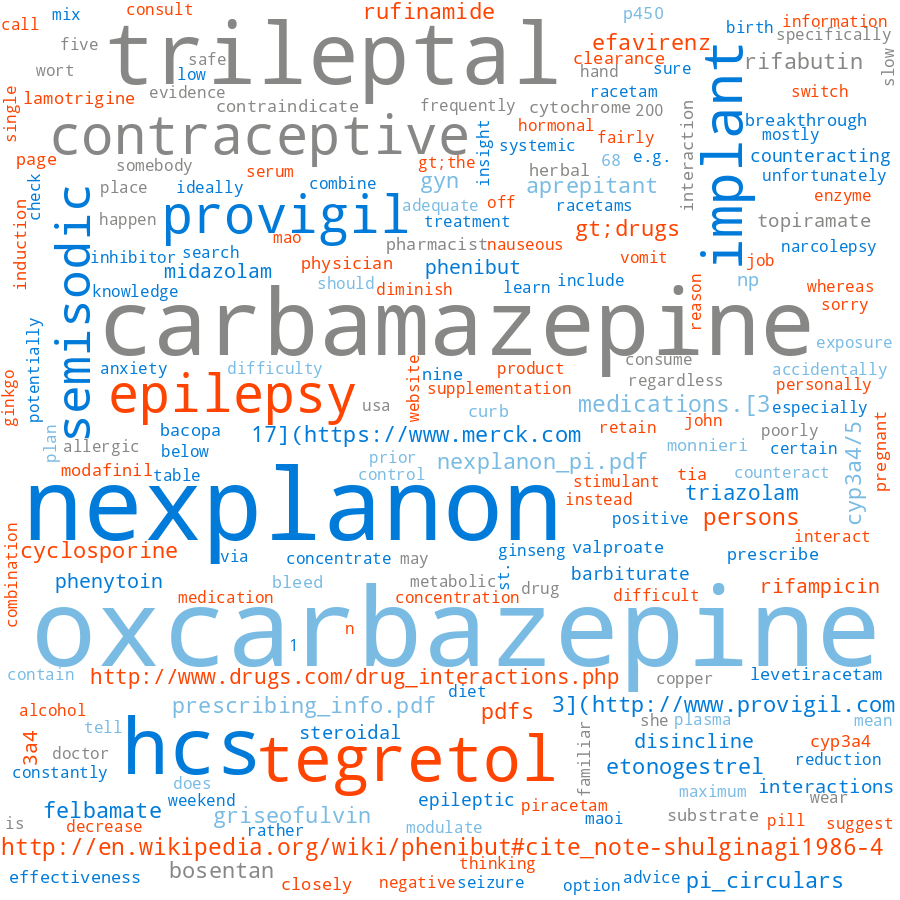 consult
rufinamide
p450
call
mix
trileptal
birth
information
five
efavirenz
specifically
wort
safe
clearance
rifabutin
slow
low
hand
sure
evidence
racetam
switch
lamotrigine
single
contraindicate
frequently
cytochrome
200
implant
breakthrough
contraceptive
hormonal
fairly
mostly
systemic
insight
interaction
counteracting
page
somebody
serum
gt;the
68
e.g.
unfortunately
check
place
ideally
combine
gyn
herbal
aprepitant
enzyme
semisodic
provigil
adequate
off
racetams
topiramate
induction
happen
treatment
gt;drugs
mao
pharmacist
nauseous
narcolepsy
inhibitor
search
physician
phenibut
vomit
job
midazolam
should
include
np
whereas
knowledge
diminish
learn
reason
sorry
carbamazepine
potentially
exposure
anxiety
difficulty
consume
accidentally
ginkgo
epilepsy
website
nine
product
regardless
personally
supplementation
usa
curb
medications.[3
especially
plan
bacopa
17](https://www.merck.com
retain
john
poorly
pregnant
allergic
below
prior
monnieri
certain
cyp3a4/5
modafinil
table
control
nexplanon_pi.pdf
tia
counteract
nexplanon
stimulant
triazolam
instead
positive
persons
combination
interact
cyclosporine
via
concentrate
may
ginseng
valproate
prescribe
phenytoin
bleed
metabolic
st.
drug
barbiturate
rifampicin
medication
concentration
difficult
oxcarbazepine
n
1
contain
http://www.drugs.com/drug_interactions.php
copper
levetiracetam
diet
prescribing_info.pdf
3](http://www.provigil.com
alcohol
pdfs
she
plasma
mean
tell
hcs
steroidal
familiar
disincline
cyp3a4
3a4
doctor
tegretol
reduction
constantly
etonogestrel
does
interactions
weekend
epileptic
maximum
wear
felbamate
griseofulvin
piracetam
substrate
is
decrease
rather
modulate
maoi
pill
suggest
http://en.wikipedia.org/wiki/phenibut#cite_note-shulginagi1986-4
bosentan
thinking
effectiveness
closely
negative
seizure
option
advice
pi_circulars